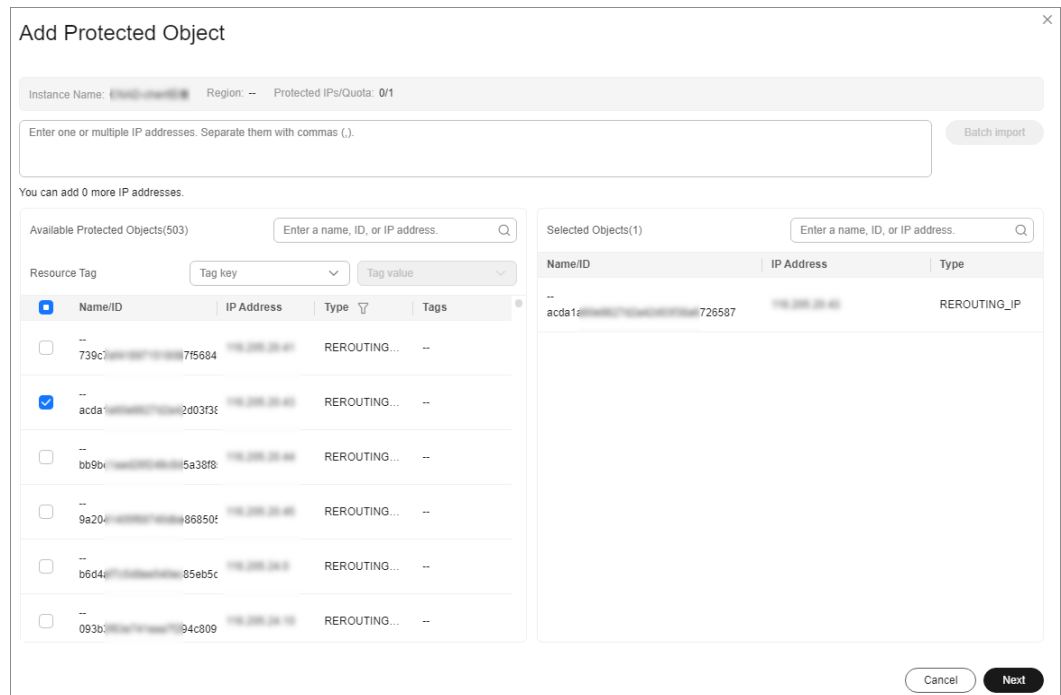 Add Protected Object
Instance Name: Region: -- Protected IPs/Quota: 0/1
Enter one or multiple IP addresses. Separate them with commas (,).
Batch import
You can add 0 more IP addresses.
Available Protected Objects(503)
Enter a name, ID, or IP address.
Resource Tag
Tag key
Tag value
Name/ID IP Address Type Tags
--
739c 7f5684 REROUTING... --
--
acda 2d03f38 REROUTING... --
--
bb9b 5a38f8 REROUTING... --
--
9a20 86850 REROUTING... --
--
b6d4 85eb5c REROUTING... --
--
093b 94c809 REROUTING... --
Selected Objects(1)
Enter a name, ID, or IP address.
Name/ID IP Address Type
--
acda1a 726587 REROUTING_IP
Cancel
Next